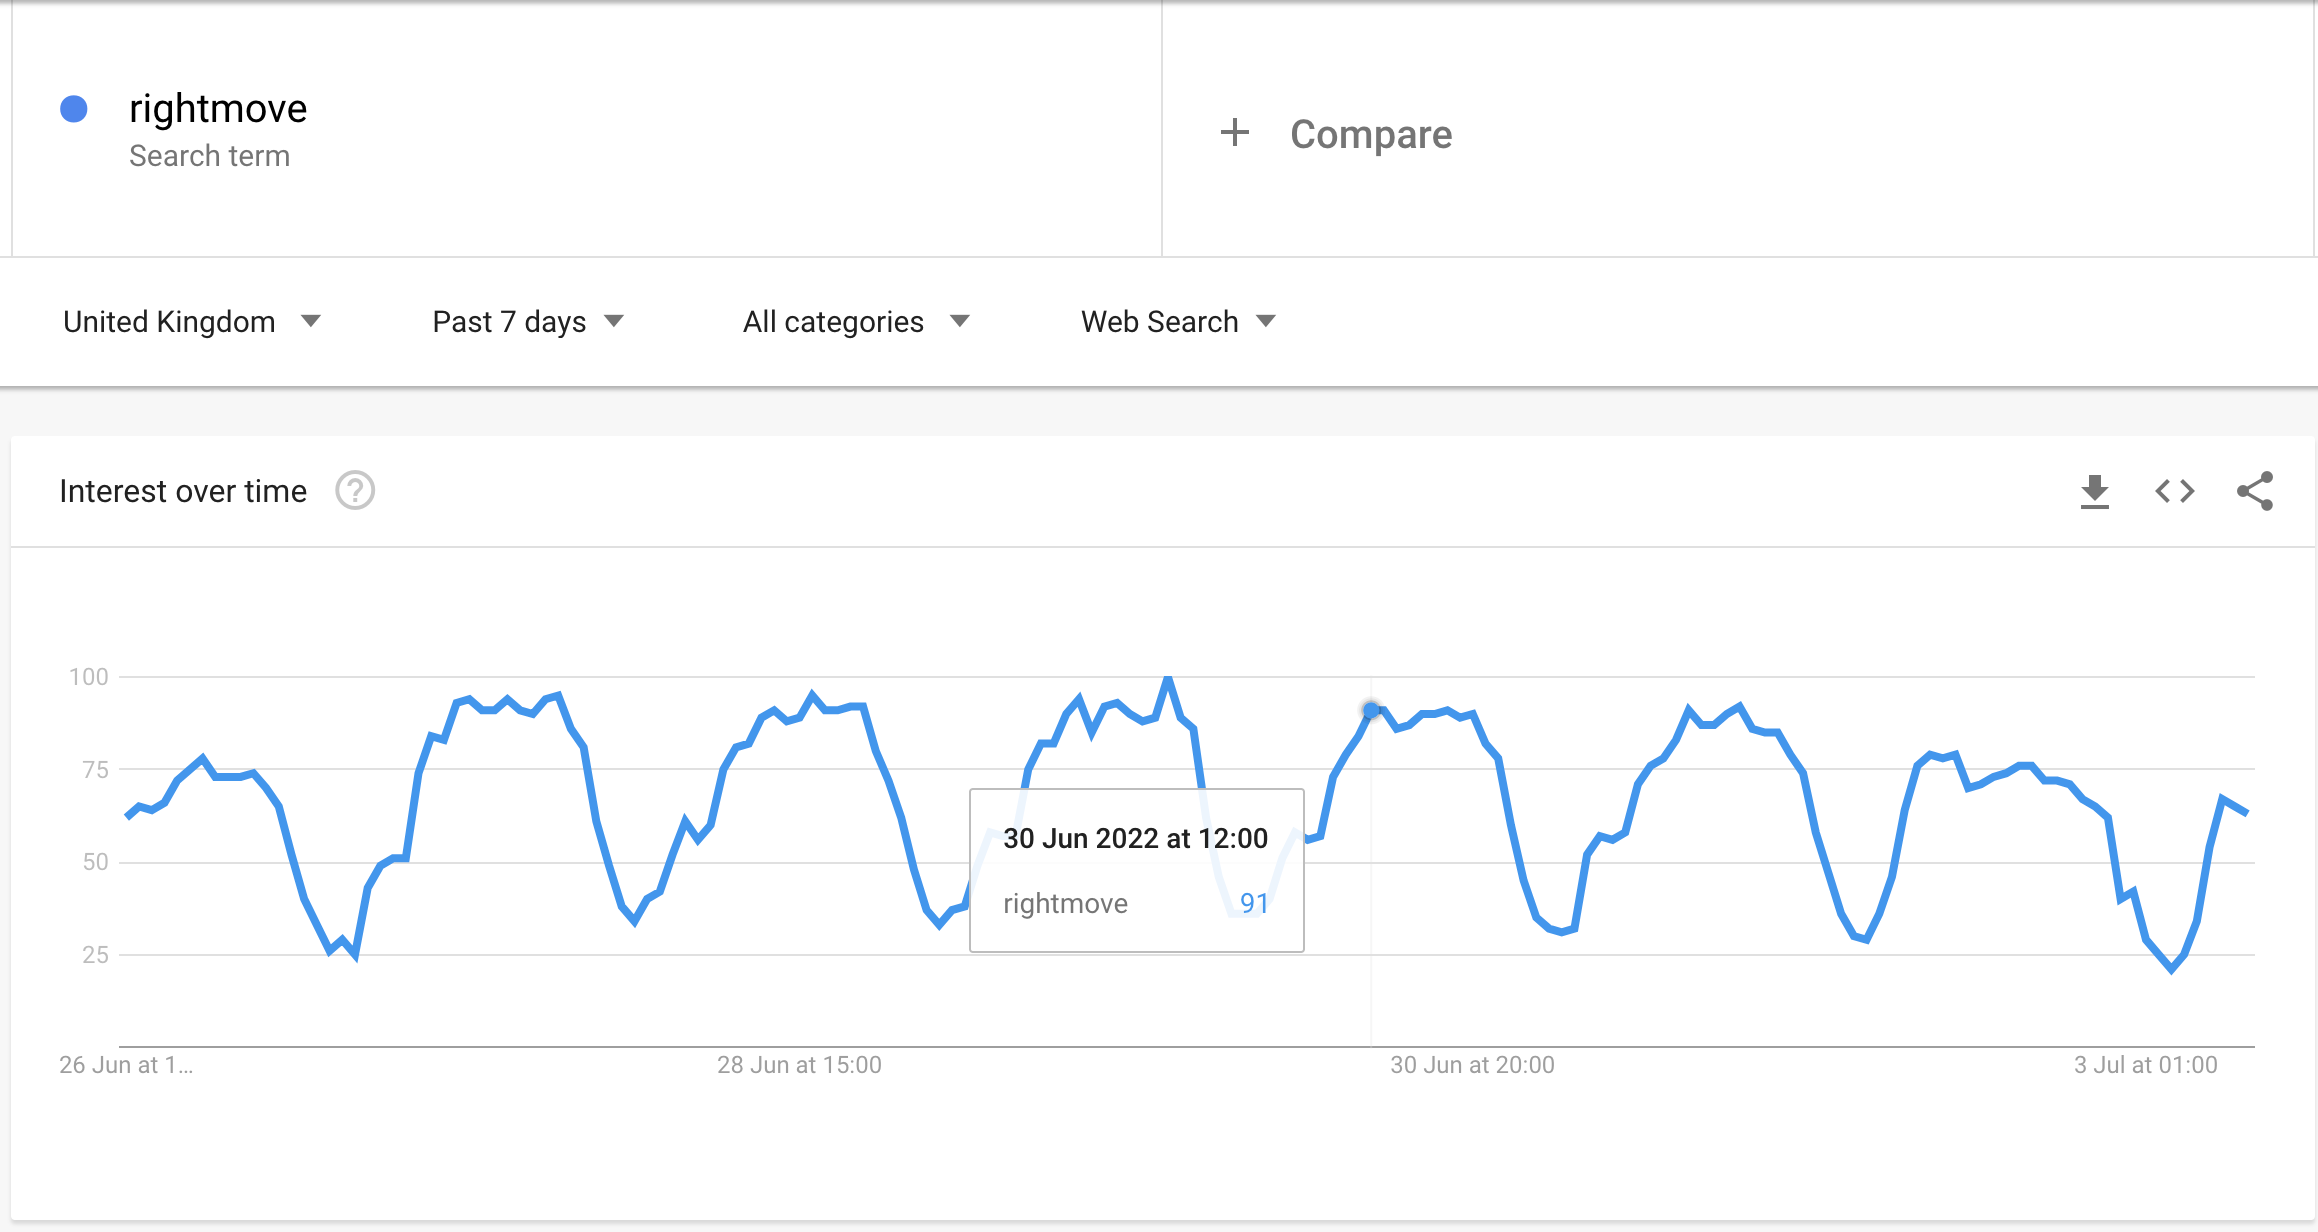 rightmove
Search term
+ Compare
United Kingdom
Past 7 days
All categories
Web Search
Interest over time
?
100
75
50
25
30 Jun 2022 at 12:00
rightmove 91
26 Jun at 1...
28 Jun at 15:00
30 Jun at 20:00
3 Jul at 01:00